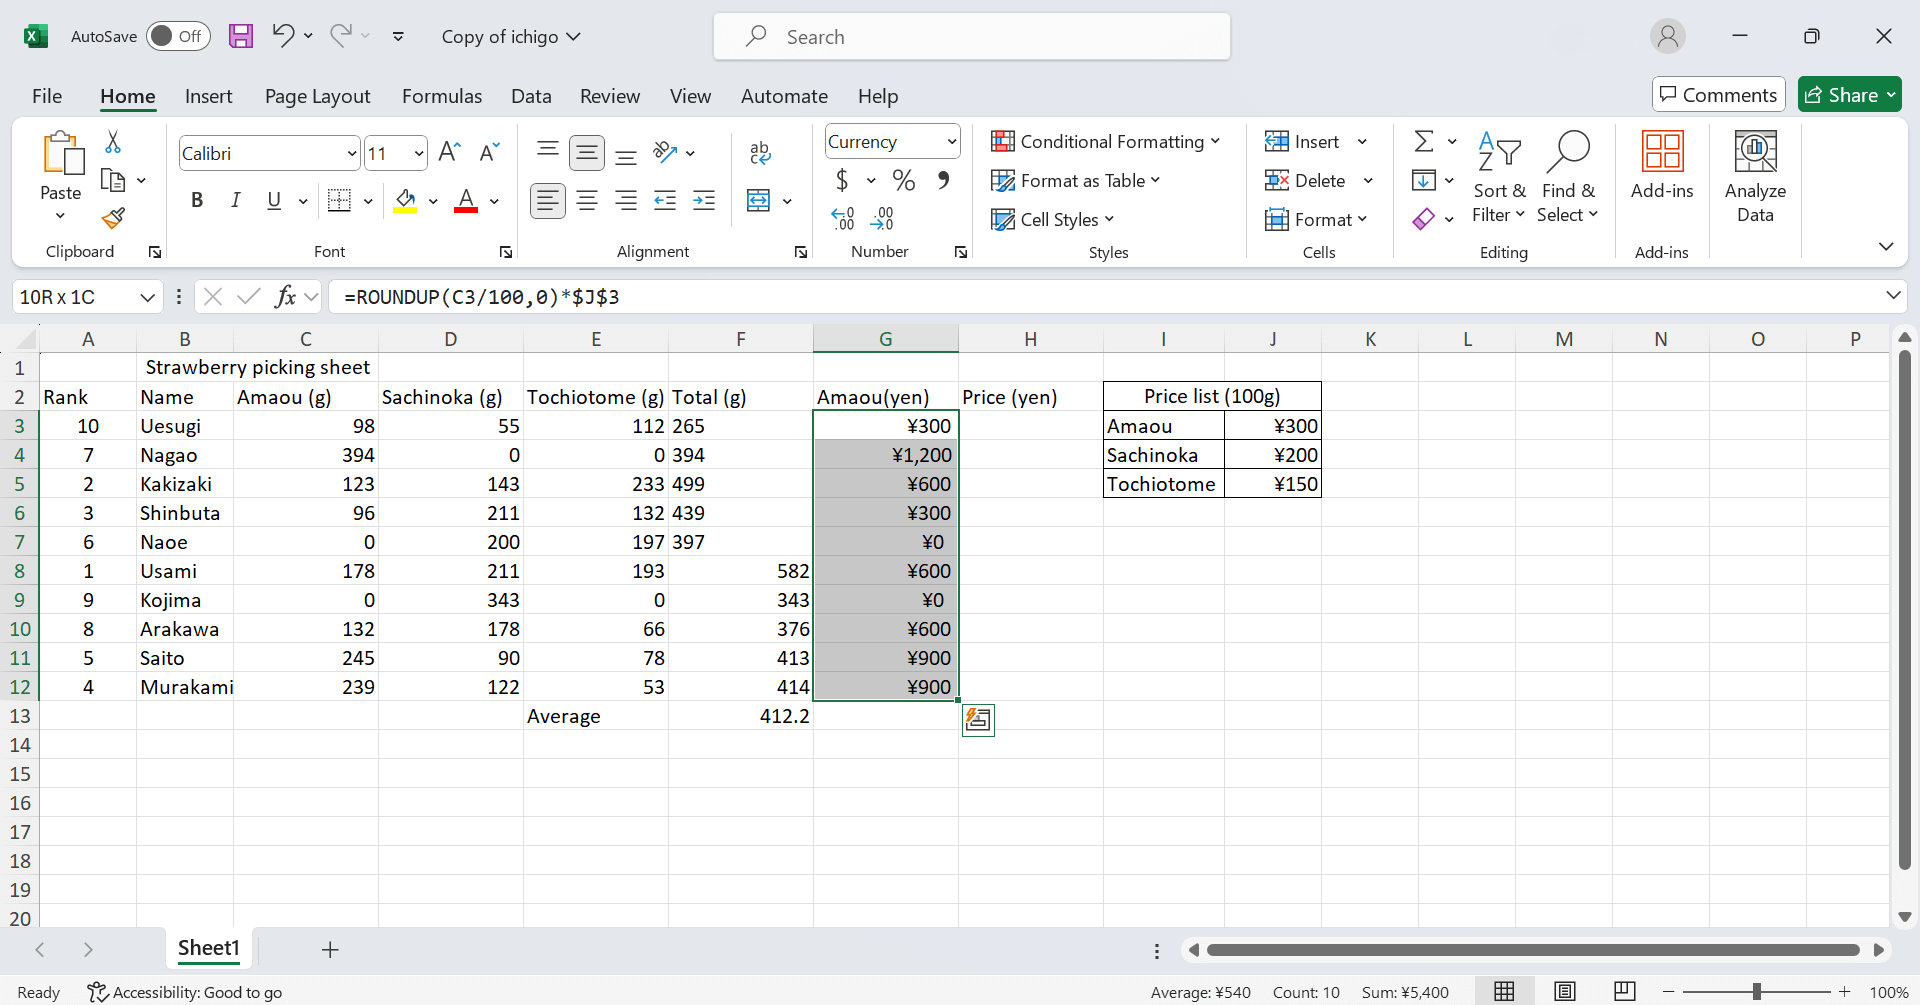 AutoSave Off Copy of ichigo Search
File Home Insert Page Layout Formulas Data Review View Automate Help Comments Share
Paste
Clipboard
Calibri 11
B I U A
Font
ab
Alignment
Currency
$ % ,
.00 .00
Number
Conditional Formatting
Format as Table
Cell Styles
Styles
Insert
Delete
Format
Cells
Sort & Filter
Find & Select
Editing
Add-ins
Add-ins
Analyze Data
10R x 1C fx =ROUNDUP(C3/100,0)*$J$3
A B C D E F G H I J K L M N O P
1 Strawberry picking sheet
2 Rank Name Amaou (g) Sachinoka (g) Tochiotome (g) Total (g) Amaou(yen) Price (yen) Price list (100g)
3 10 Uesugi 98 55 112 265 ¥300 Amaou ¥300
4 7 Nagao 394 0 0 394 ¥1,200 Sachinoka ¥200
5 2 Kakizaki 123 143 233 499 ¥600 Tochiotome ¥150
6 3 Shinbuta 96 211 132 439 ¥300
7 6 Naoe 0 200 197 397 ¥0
8 1 Usami 178 211 193 582 ¥600
9 9 Kojima 0 343 0 343 ¥0
10 8 Arakawa 132 178 66 376 ¥600
11 5 Saito 245 90 78 413 ¥900
12 4 Murakami 239 122 53 414 ¥900
13 Average 412.2
14
15
16
17
18
19
20
Sheet1
Ready Accessibility: Good to go Average: ¥540 Count: 10 Sum: ¥5,400 100%